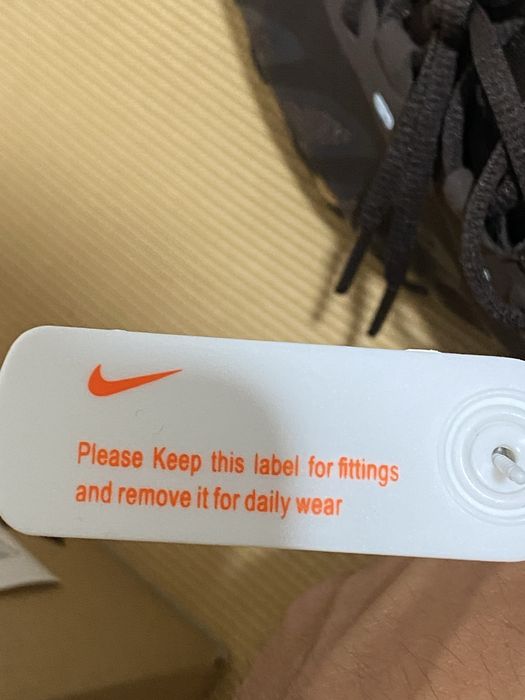 Please Keep this label for fittings
and remove it for daily wear